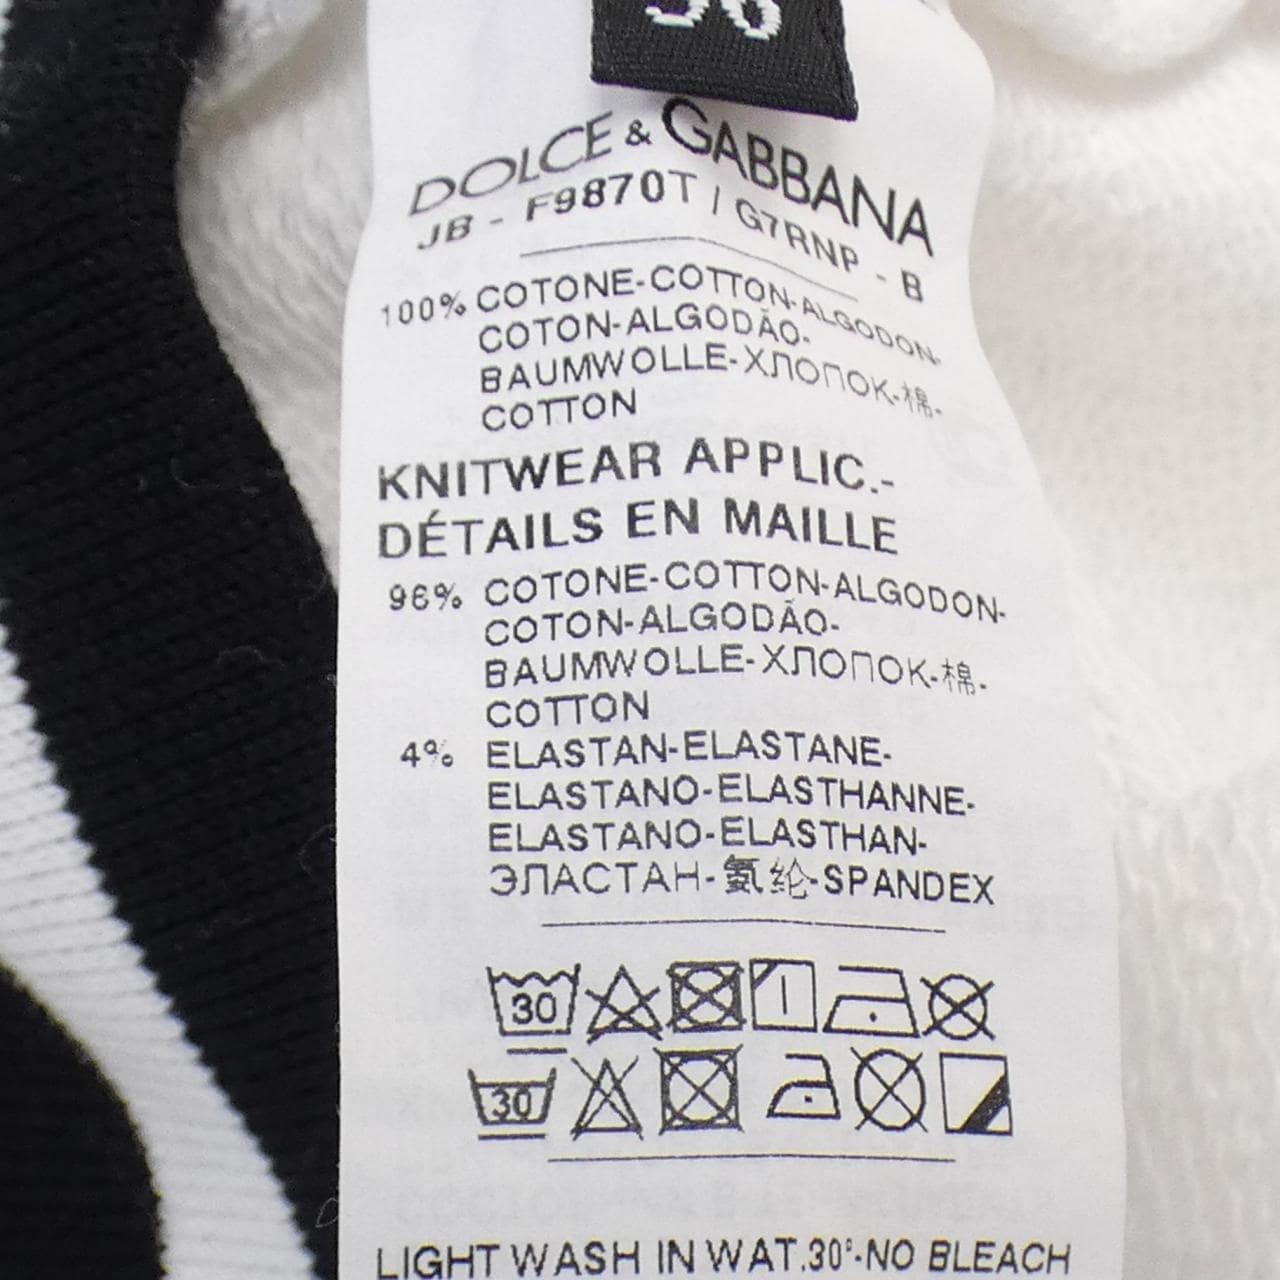 DOLCE & GABBANA
JB - F9870T / G7RNP - B
100% COTONE-COTTON-ALGODON-
COTON-ALGODÃO-
BAUMWOLLE-ХЛОПОК-棉-
COTTON
KNITWEAR APPLIC.-
DÉTAILS EN MAILLE
96% COTONE-COTTON-ALGODON-
COTON-ALGODÃO-
BAUMWOLLE-ХЛОПОК-棉-
COTTON
4% ELASTAN-ELASTANE-
ELASTANO-ELASTHANNE-
ELASTANO-ELASTHAN-
ЭЛАСТАН-氨纶-SPANDEX
30
30
LIGHT WASH IN WAT.30°-NO BLEACH